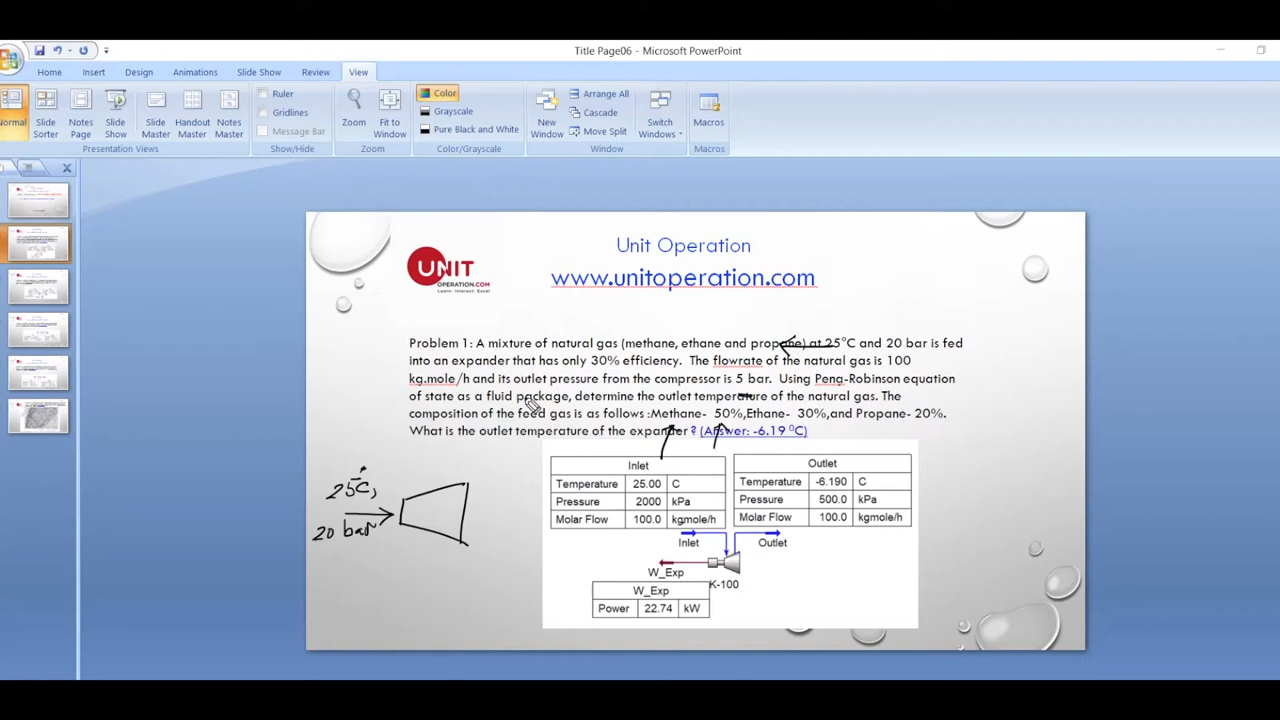 Title Page06 - Microsoft PowerPoint
Home Insert Design Animations Slide Show Review View
Normal
Slide Sorter
Notes Page
Slide Show
Slide Master
Handout Master
Notes Master
Presentation Views
Ruler
Gridlines
Message Bar
Show/Hide
Zoom
Fit to Window
Zoom
Color
Grayscale
Pure Black and White
Color/Grayscale
New Window
Arrange All
Cascade
Move Split
Switch Windows
Window
Macros
Macros
UNIT
OPERATION.COM
Learn. Interact. Excel
Unit Operation
www.unitoperation.com
Problem 1: A mixture of natural gas (methane, ethane and propane) at 25°C and 20 bar is fed
into an expander that has only 30% efficiency. The flowrate of the natural gas is 100
kg.mole/h and its outlet pressure from the compressor is 5 bar. Using Peng-Robinson equation
of state as a fluid package, determine the outlet temperature of the natural gas. The
composition of the feed gas is as follows :Methane- 50%,Ethane- 30%,and Propane- 20%.
What is the outlet temperature of the expander ? (Answer: -6.19 °C)
25°C,
20 bar
Inlet
Temperature 25.00 C
Pressure 2000 kPa
Molar Flow 100.0 kgmole/h
Outlet
Temperature -6.190 C
Pressure 500.0 kPa
Molar Flow 100.0 kgmole/h
Inlet
Outlet
W_Exp
K-100
W_Exp
Power 22.74 kW